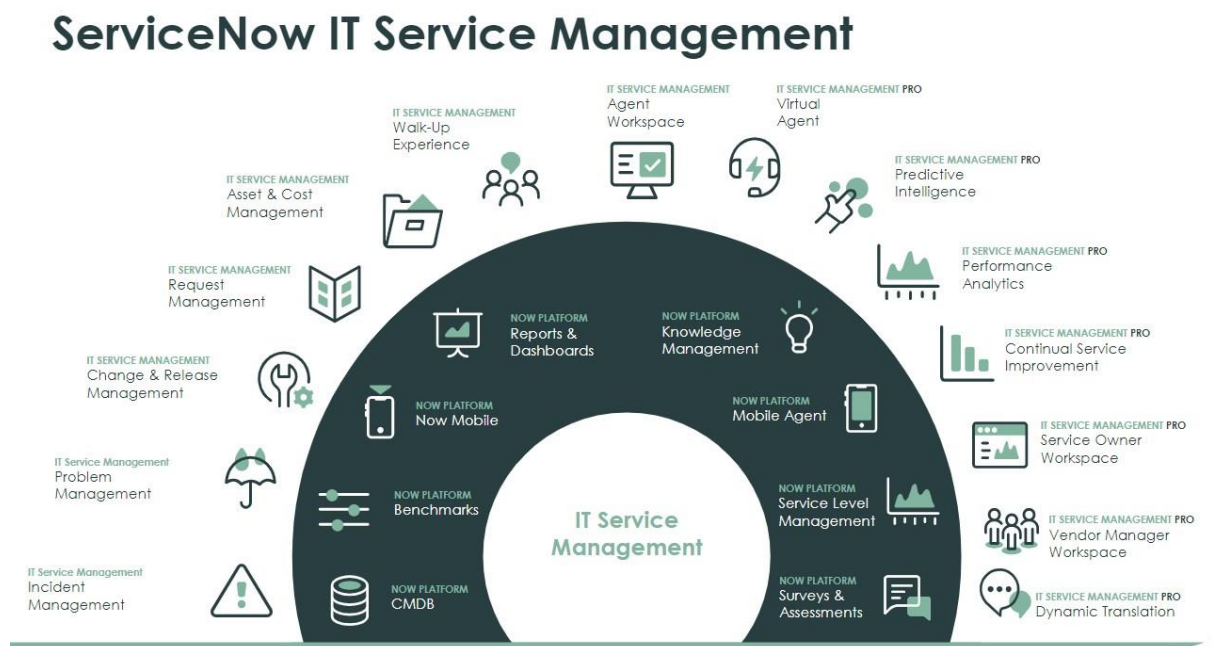 ServiceNow IT Service Management
IT SERVICE MANAGEMENT
Agent
Workspace
IT SERVICE MANAGEMENT PRO
Virtual
Agent
IT SERVICE MANAGEMENT
Walk-Up
Experience
IT SERVICE MANAGEMENT PRO
Predictive
Intelligence
IT SERVICE MANAGEMENT
Asset & Cost
Management
IT SERVICE MANAGEMENT PRO
Performance
Analytics
IT SERVICE MANAGEMENT
Request
Management
NOW PLATFORM
Reports &
Dashboards
NOW PLATFORM
Knowledge
Management
IT SERVICE MANAGEMENT PRO
Continual Service
Improvement
IT SERVICE MANAGEMENT
Change & Release
Management
NOW PLATFORM
Now Mobile
NOW PLATFORM
Mobile Agent
IT SERVICE MANAGEMENT PRO
Service Owner
Workspace
IT Service Management
Problem
Management
NOW PLATFORM
Benchmarks
NOW PLATFORM
Service Level
Management
IT SERVICE MANAGEMENT PRO
Vendor Manager
Workspace
IT Service
Management
IT Service Management
Incident
Management
NOW PLATFORM
CMDB
NOW PLATFORM
Surveys &
Assessments
IT SERVICE MANAGEMENT PRO
Dynamic Translation